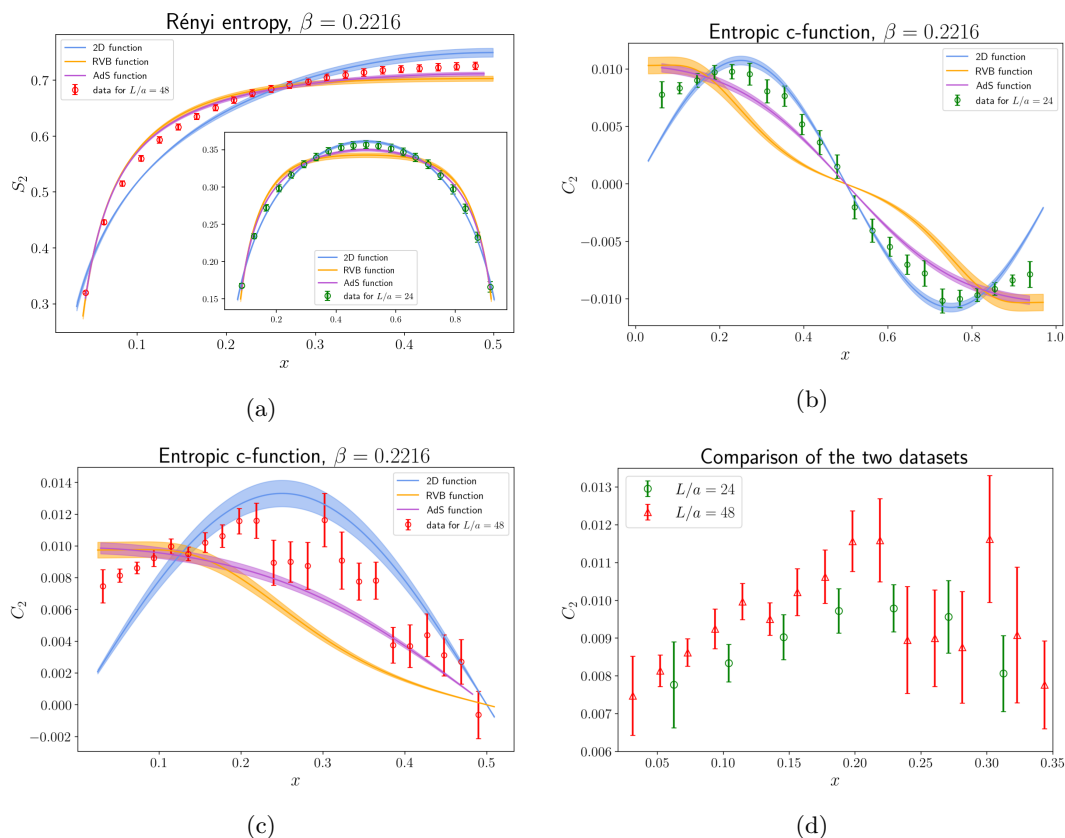 Rényi entropy, β = 0.2216
2D function
RVB function
AdS function
data for L/a = 48
S₂
0.7
0.6
0.5
0.4
0.3
0.1
0.2
0.3
0.4
0.5
x
0.35
0.30
0.25
0.20
0.15
0.2
0.4
0.6
0.8
2D function
RVB function
AdS function
data for L/a = 24
(a)
Entropic c-function, β = 0.2216
2D function
RVB function
AdS function
data for L/a = 24
C₂
0.010
0.005
0.000
−0.005
−0.010
0.0
0.2
0.4
0.6
0.8
1.0
x
(b)
Entropic c-function, β = 0.2216
2D function
RVB function
AdS function
data for L/a = 48
C₂
0.014
0.012
0.010
0.008
0.006
0.004
0.002
0.000
−0.002
0.1
0.2
0.3
0.4
0.5
x
(c)
Comparison of the two datasets
L/a = 24
L/a = 48
C₂
0.013
0.012
0.011
0.010
0.009
0.008
0.007
0.006
0.05
0.10
0.15
0.20
0.25
0.30
0.35
x
(d)